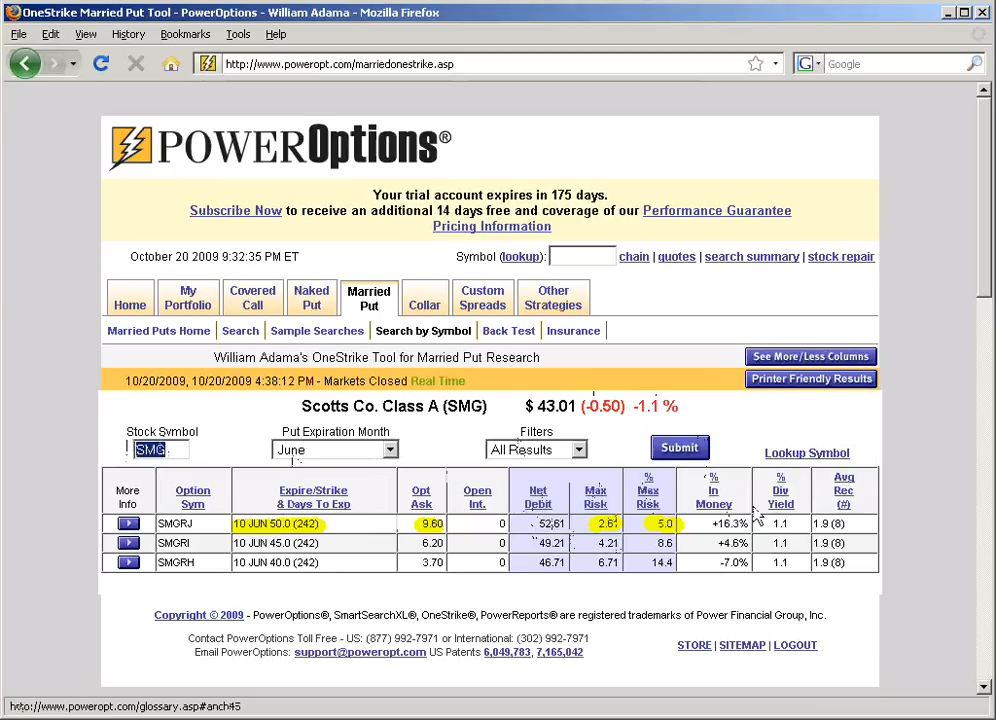 OneStrike Married Put Tool - PowerOptions - William Adama - Mozilla Firefox
File Edit View History Bookmarks Tools Help
http://www.poweropt.com/marriedonestrike.asp
G Google
POWEROptions®
Your trial account expires in 175 days.
Subscribe Now to receive an additional 14 days free and coverage of our Performance Guarantee
Pricing Information
October 20 2009 9:32:35 PM ET Symbol (lookup): chain | quotes | search summary | stock repair
Home My Portfolio Covered Call Naked Put Married Put Collar Custom Spreads Other Strategies
Married Puts Home Search Sample Searches Search by Symbol Back Test Insurance
William Adama's OneStrike Tool for Married Put Research See More/Less Columns
10/20/2009, 10/20/2009 4:38:12 PM - Markets Closed Real Time Printer Friendly Results
Scotts Co. Class A (SMG) $ 43.01 (-0.50) -1.1 %
Stock Symbol Put Expiration Month Filters
SMG June All Results Submit Lookup Symbol
More Info Option Sym Expire/Strike & Days To Exp Opt Ask Open Int. Net Debit Max Risk % Max Risk % In Money % Div Yield Avg Rec (#)
SMGRJ 10 JUN 50.0 (242) 9.60 0 52.61 2.61 5.0 +16.3% 1.1 1.9 (8)
SMGRI 10 JUN 45.0 (242) 6.20 0 49.21 4.21 8.6 +4.6% 1.1 1.9 (8)
SMGRH 10 JUN 40.0 (242) 3.70 0 46.71 6.71 14.4 -7.0% 1.1 1.9 (8)
Copyright © 2009 - PowerOptions®, SmartSearchXL®, OneStrike®, PowerReports® are registered trademarks of Power Financial Group, Inc.
Contact PowerOptions Toll Free - US: (877) 992-7971 or International: (302) 992-7971
Email PowerOptions: support@poweropt.com US Patents 6,049,783, 7,165,042
STORE | SITEMAP | LOGOUT
http://www.poweropt.com/glossary.asp#anch45